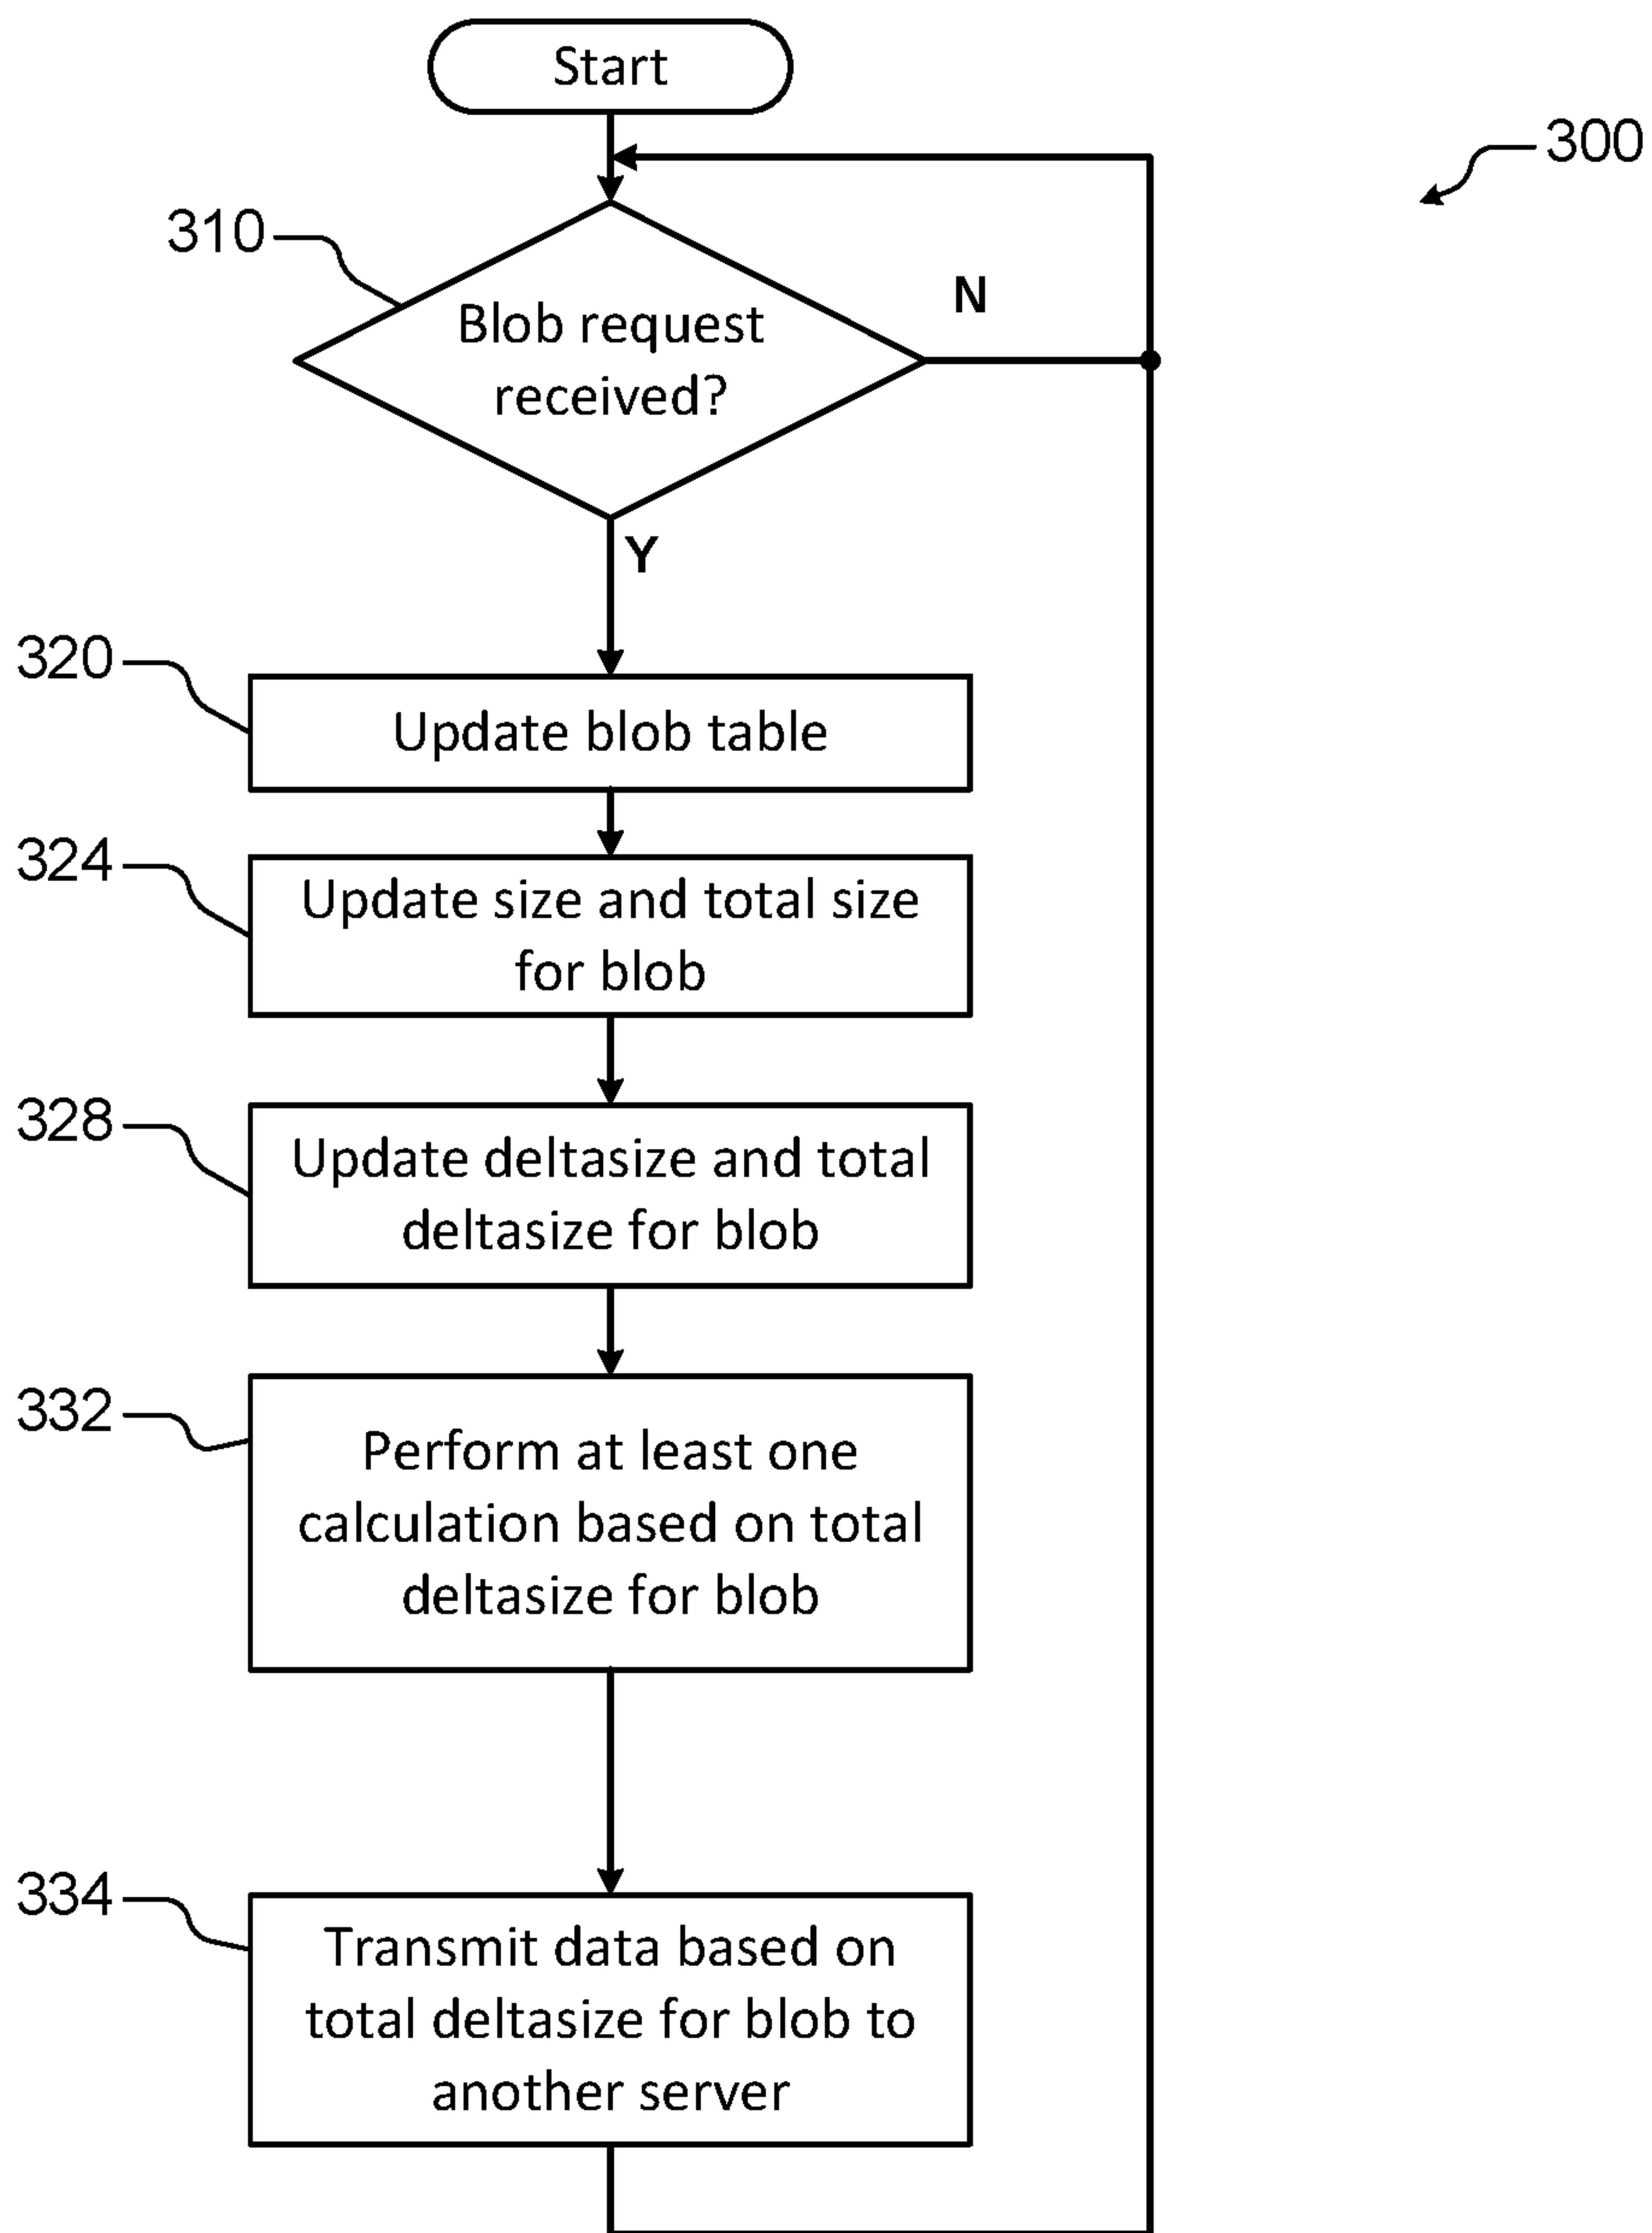 Start
300
310
Blob request
received?
N
Y
320
Update blob table
324
Update size and total size
for blob
328
Update deltasize and total
deltasize for blob
332
Perform at least one
calculation based on total
deltasize for blob
334
Transmit data based on
total deltasize for blob to
another server